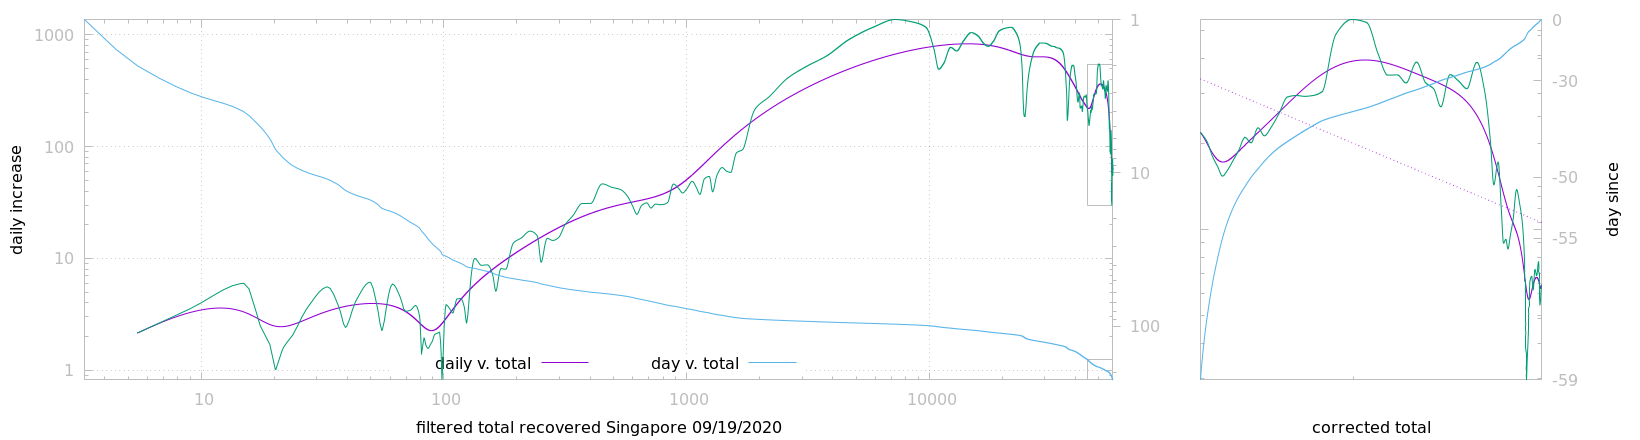 1000
100
10
1
daily increase
10
100
1000
10000
1
10
100
daily v. total
day v. total
filtered total recovered Singapore 09/19/2020
0
-30
-50
-55
-59
day since
corrected total